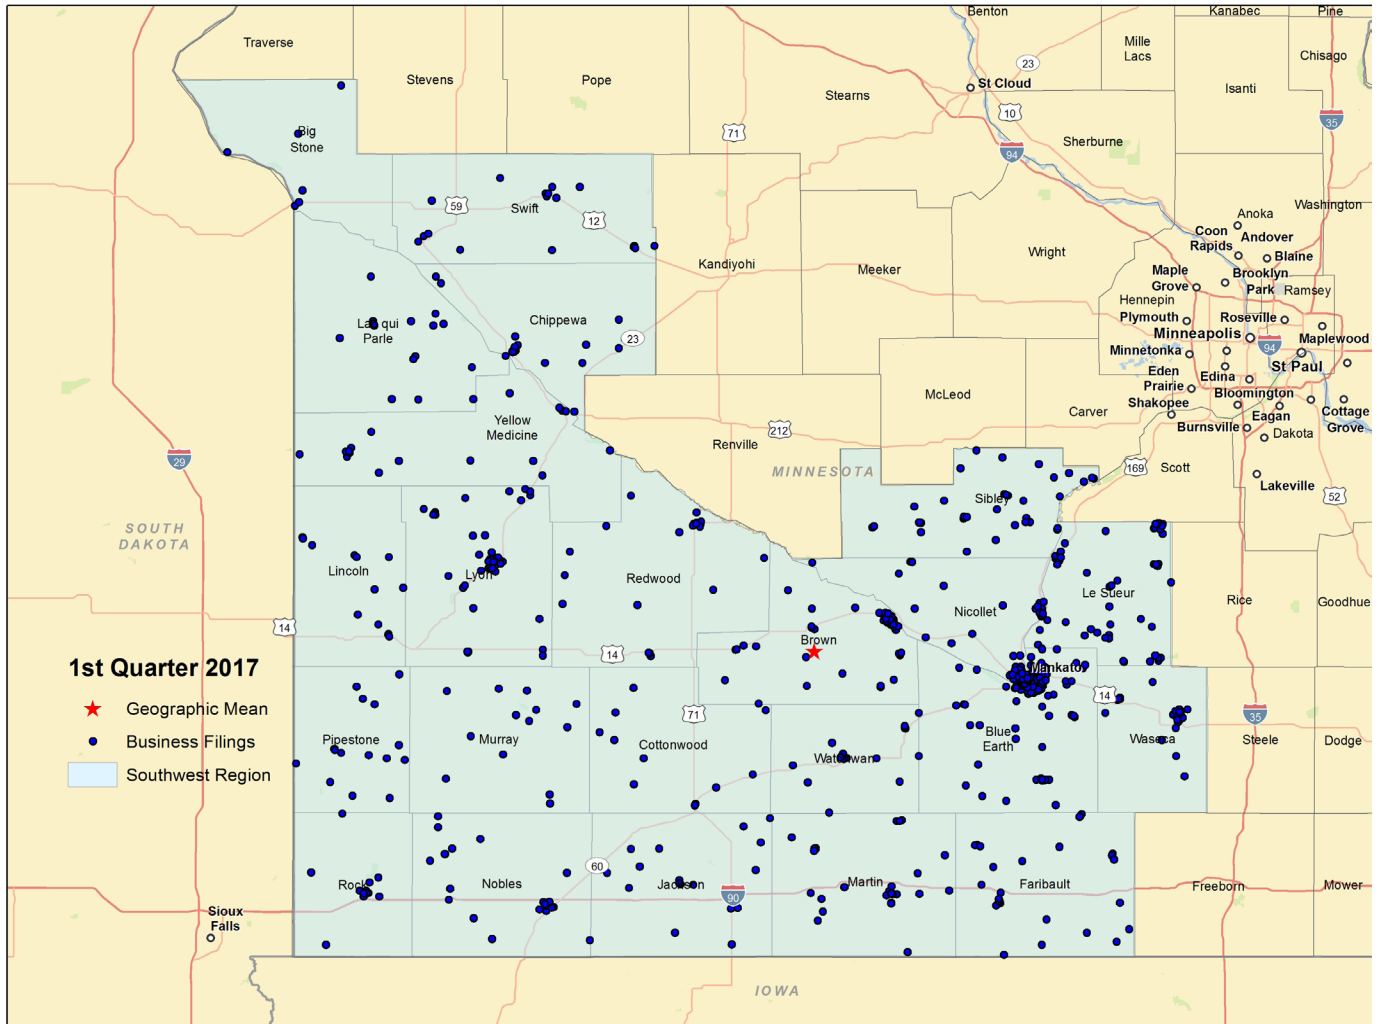 Benton
Kanabec
Pine
Traverse
Mille
Lacs
Chisago
Stevens
Pope
23
St Cloud
Stearns
Isanti
10
35
71
Big
Stone
Sherburne
94
59
Swift
12
Washington
Anoka
Coon
Rapids
Andover
Wright
Blaine
Kandiyohi
Meeker
Maple
Grove
Brooklyn
Park
Ramsey
Hennepin
Plymouth
Roseville
Chippewa
Lac qui
Parle
23
Minneapolis
Maplewood
94
Minnetonka
St Paul
Eden
Prairie
Edina
McLeod
Bloomington
Shakopee
Carver
Cottage
Grove
Eagan
Yellow
Medicine
Burnsville
Dakota
212
Renville
29
MINNESOTA
169
Scott
Lakeville
52
Sibley
SOUTH
DAKOTA
Lincoln
Lyon
Redwood
Le Sueur
Rice
Goodhue
Nicollet
14
Brown
14
1st Quarter 2017
Mankato
14
Geographic Mean
71
35
Business Filings
Pipestone
Murray
Cottonwood
Blue
Earth
Waseca
Steele
Dodge
Watonwan
Southwest Region
60
Rock
Nobles
Jackson
Martin
Faribault
Freeborn
Mower
90
Sioux
Falls
IOWA